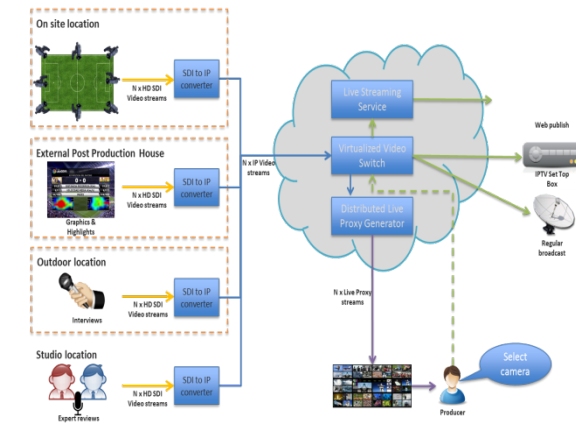 On site location
N x HD SDI
Video streams
SDI to IP
converter
External Post Production House
0 - 0
Graphics &
Highlights
N x HD SDI
Video streams
SDI to IP
converter
Outdoor location
Interviews
N x HD SDI
Video streams
SDI to IP
converter
Studio location
Expert reviews
N x HD SDI
Video streams
SDI to IP
converter
N x IP Video
streams
Live Streaming
Service
Virtualized Video
Switch
Distributed Live
Proxy Generator
N x Live Proxy
streams
Web publish
IPTV Set Top
Box
Regular
broadcast
Select
camera
Producer